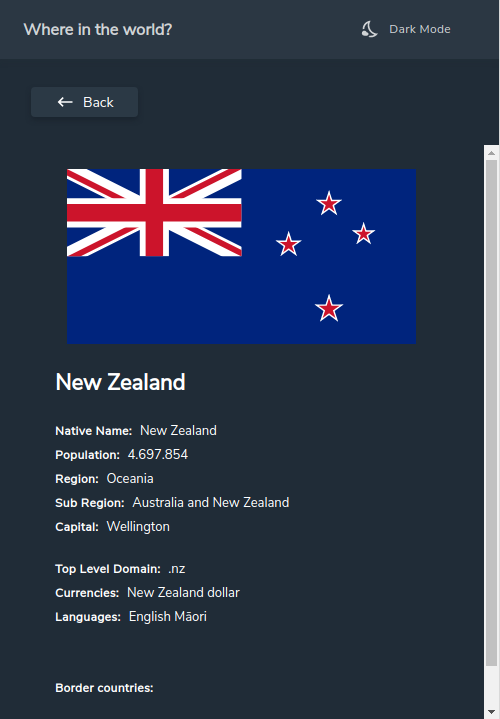 Where in the world?
Dark Mode
Back
New Zealand
Native Name: New Zealand
Population: 4.697.854
Region: Oceania
Sub Region: Australia and New Zealand
Capital: Wellington
Top Level Domain: .nz
Currencies: New Zealand dollar
Languages: English Māori
Border countries: